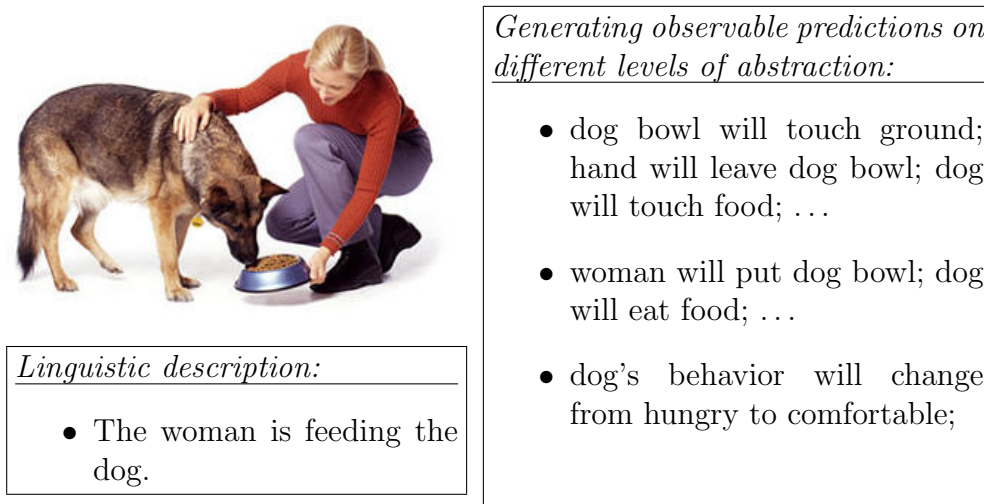 Linguistic description:
• The woman is feeding the
dog.
Generating observable predictions on
different levels of abstraction:
• dog bowl will touch ground;
hand will leave dog bowl; dog
will touch food; . . .
• woman will put dog bowl; dog
will eat food; . . .
• dog's behavior will change
from hungry to comfortable;